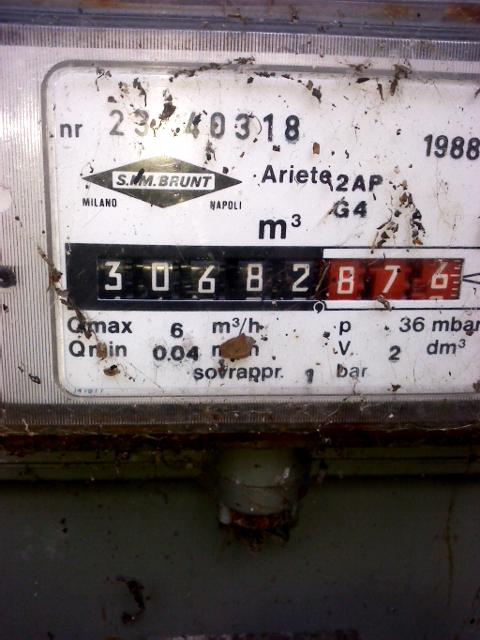 nr 23 40318
1988
S.I.M.BRUNT
MILANO NAPOLI
Ariete 2AP
G4
m³
30682876
Qmax 6 m³/h p 36 mbar
Qmin 0.04 V 2 dm³
sovrappr. 1 bar